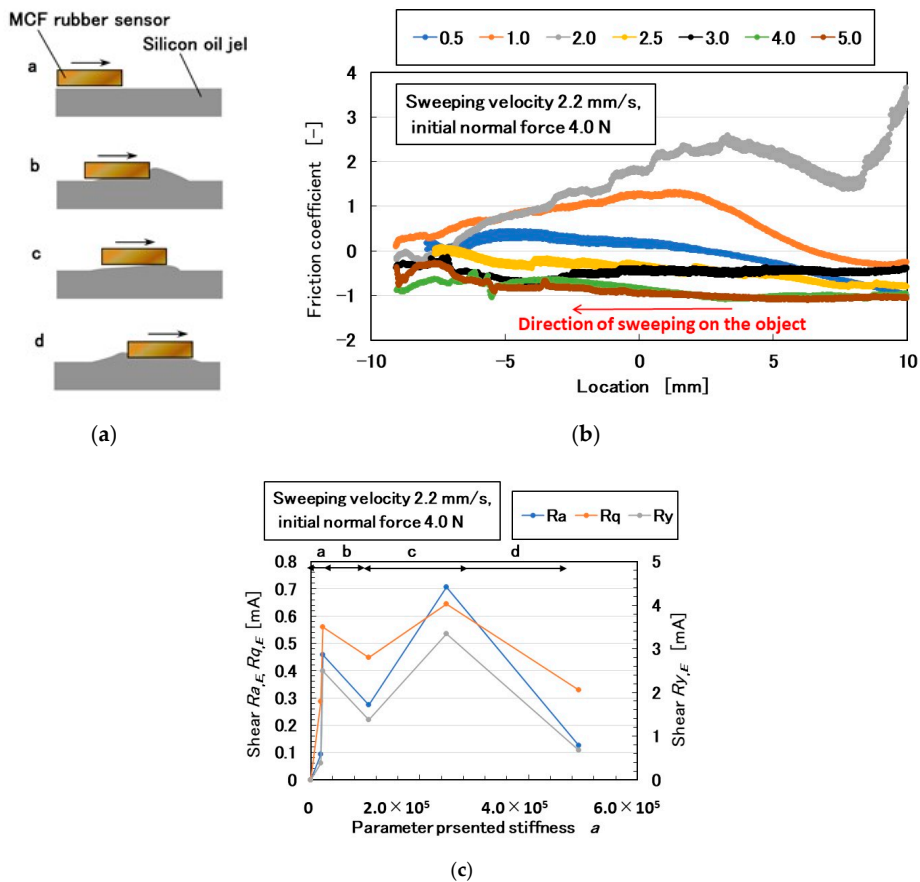 MCF rubber sensor
Silicon oil jel
a
b
c
d
(a)
0.5 1.0 2.0 2.5 3.0 4.0 5.0
Sweeping velocity 2.2 mm/s,
initial normal force 4.0 N
Friction coefficient [-]
4
3
2
1
0
-1
-2
Direction of sweeping on the object
-10 -5 0 5 10
Location [mm]
(b)
Sweeping velocity 2.2 mm/s,
initial normal force 4.0 N
Ra Rq Ry
a b c d
Shear Ra,E, Rq,E [mA]
0.8
0.7
0.6
0.5
0.4
0.3
0.2
0.1
0
5
4
3
2
1
0
Shear Ry,E [mA]
0 2.0×10⁵ 4.0×10⁵ 6.0×10⁵
Parameter prsented stiffness a
(c)